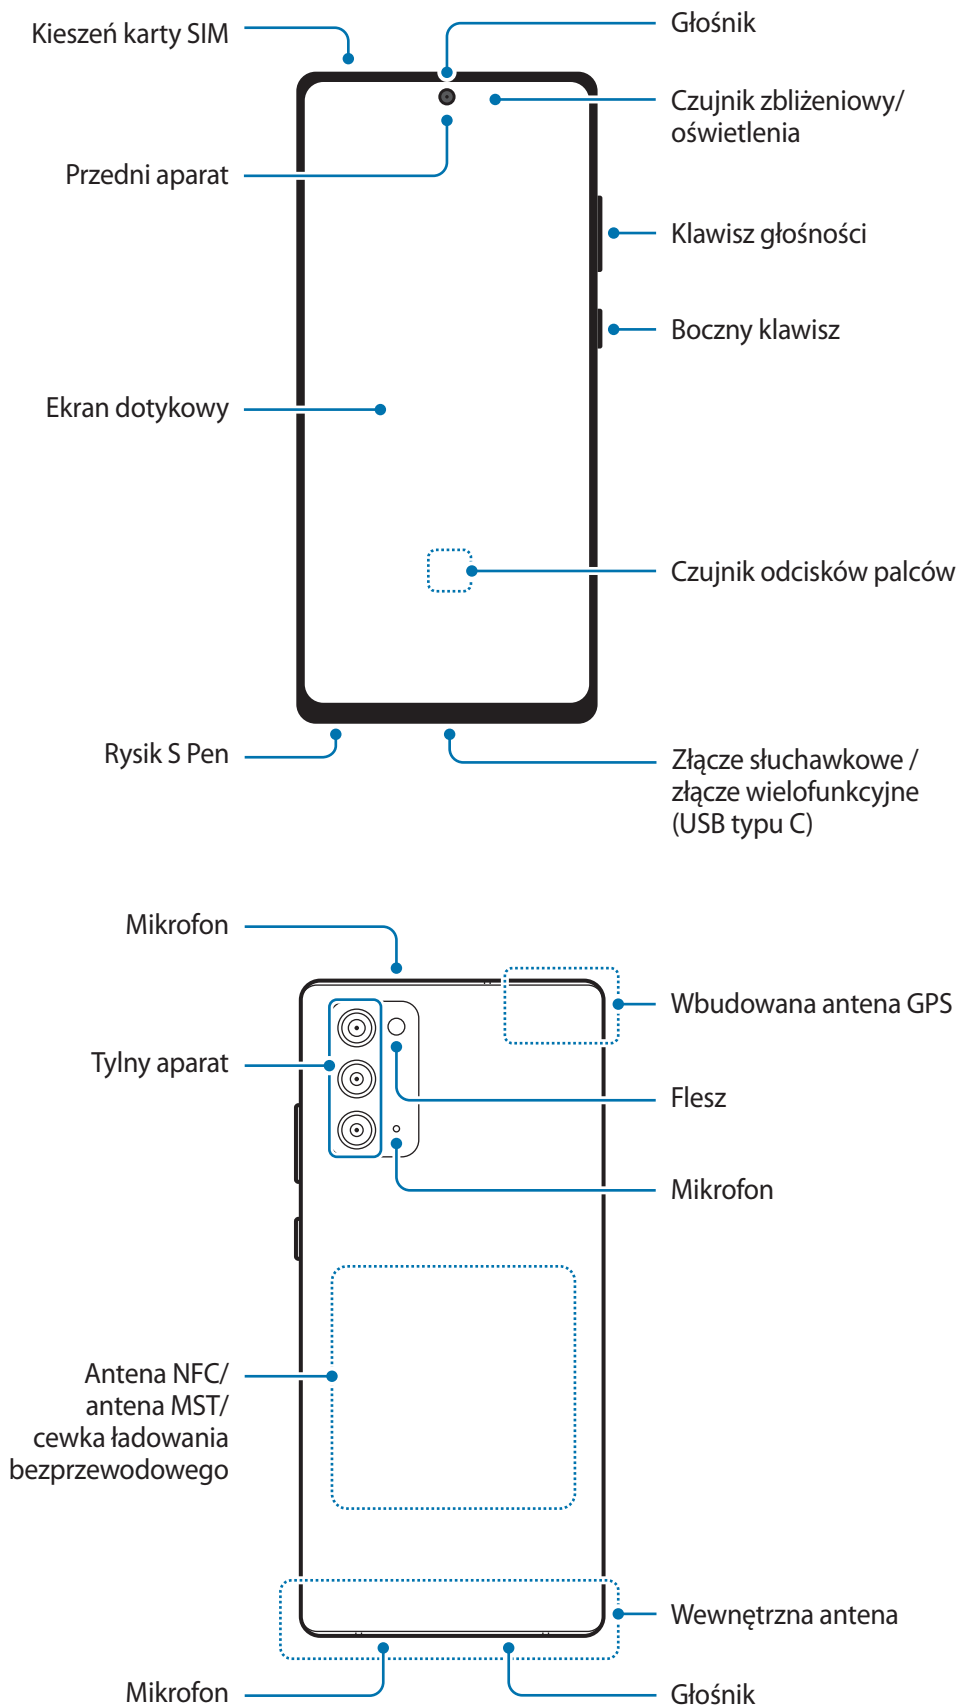 Kieszeń karty SIM
Głośnik
Czujnik zbliżeniowy/
oświetlenia
Przedni aparat
Klawisz głośności
Boczny klawisz
Ekran dotykowy
Czujnik odcisków palców
Rysik S Pen
Złącze słuchawkowe /
złącze wielofunkcyjne
(USB typu C)
Mikrofon
Wbudowana antena GPS
Tylny aparat
Flesz
Mikrofon
Antena NFC/
antena MST/
cewka ładowania
bezprzewodowego
Wewnętrzna antena
Mikrofon
Głośnik